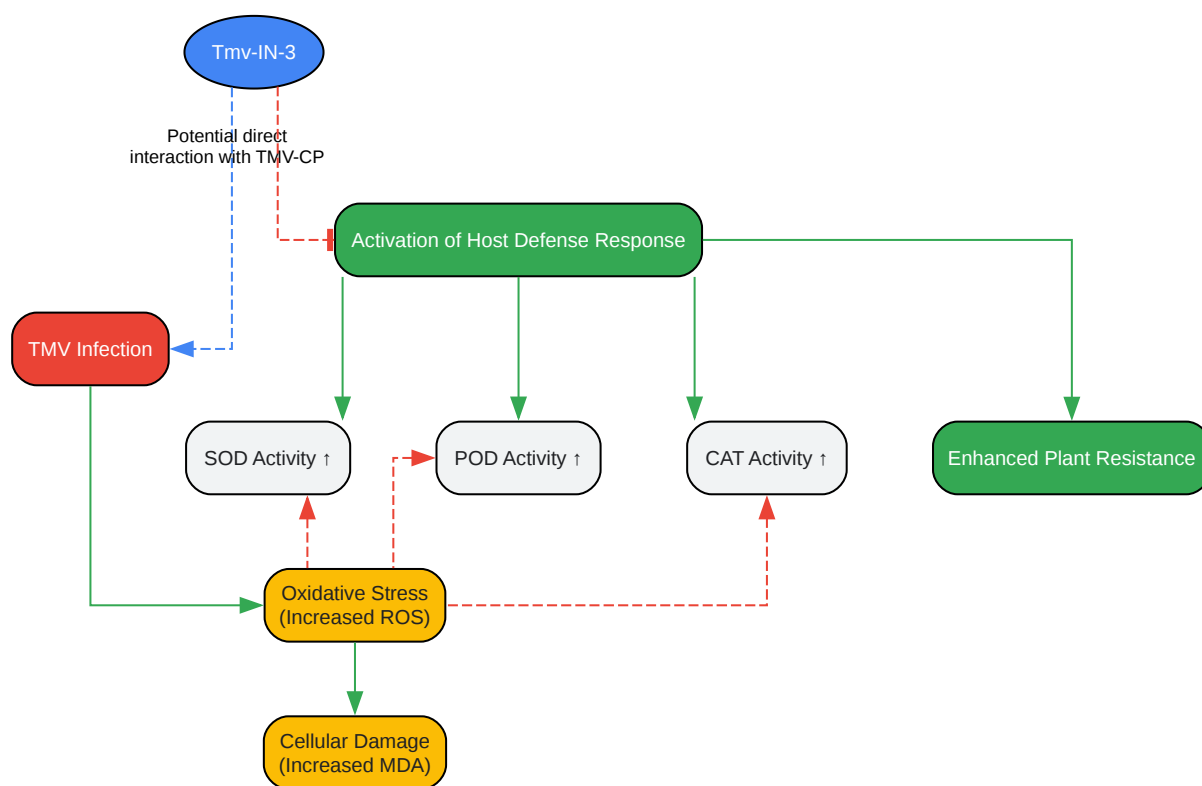 Tmv-IN-3
Potential direct
interaction with TMV-CP
Activation of Host Defense Response
TMV Infection
SOD Activity ↑
POD Activity ↑
CAT Activity ↑
Enhanced Plant Resistance
Oxidative Stress
(Increased ROS)
Cellular Damage
(Increased MDA)